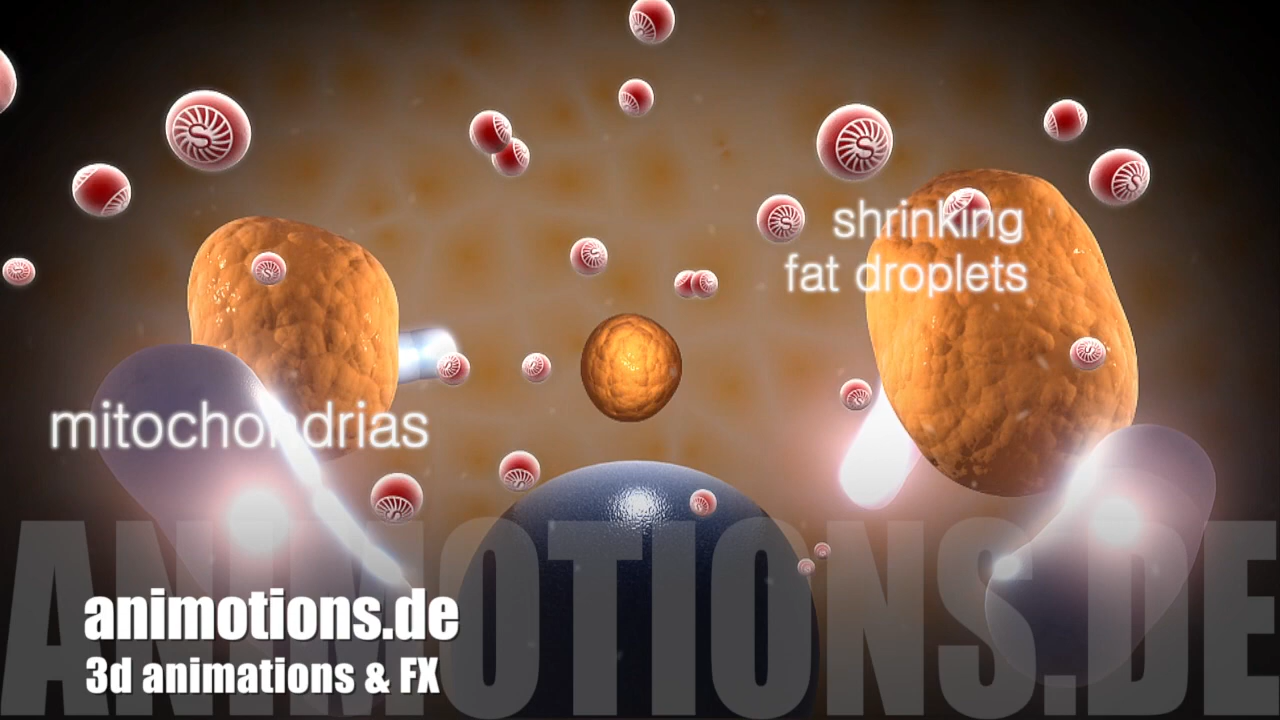 shrinking
fat droplets
mitochondrias
ANIMOTIONS.DE
animotions.de
3d animations & FX
S